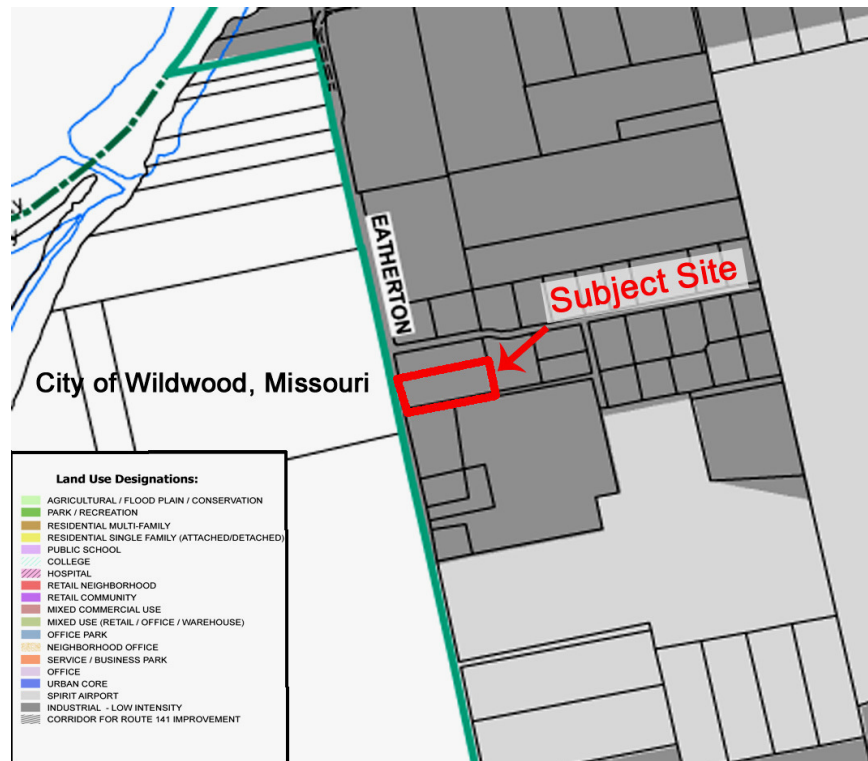 EATHERTON
Subject Site
City of Wildwood, Missouri
Land Use Designations:
AGRICULTURAL / FLOOD PLAIN / CONSERVATION
PARK / RECREATION
RESIDENTIAL MULTI-FAMILY
RESIDENTIAL SINGLE FAMILY (ATTACHED/DETACHED)
PUBLIC SCHOOL
COLLEGE
HOSPITAL
RETAIL NEIGHBORHOOD
RETAIL COMMUNITY
MIXED COMMERCIAL USE
MIXED USE (RETAIL / OFFICE / WAREHOUSE)
OFFICE PARK
NEIGHBORHOOD OFFICE
SERVICE / BUSINESS PARK
OFFICE
URBAN CORE
SPIRIT AIRPORT
INDUSTRIAL - LOW INTENSITY
CORRIDOR FOR ROUTE 141 IMPROVEMENT